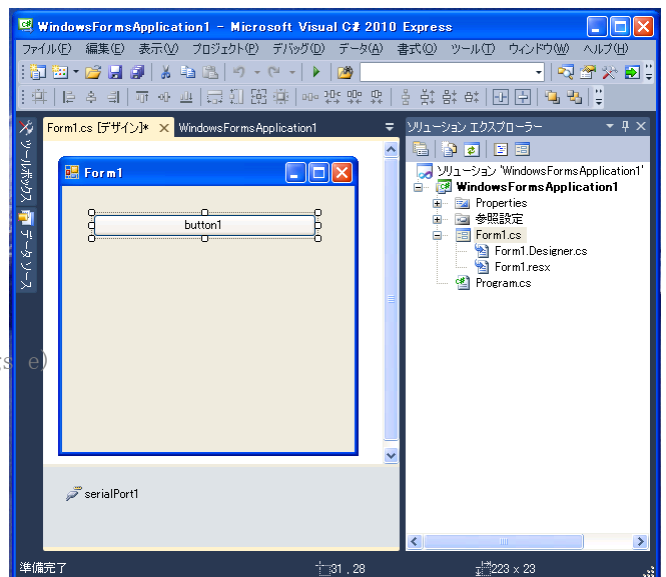 WindowsFormsApplication1 - Microsoft Visual C# 2010 Express
ファイル(F) 編集(E) 表示(V) プロジェクト(P) デバッグ(D) データ(A) 書式(O) ツール(T) ウィンドウ(W) ヘルプ(H)
ツールボックス
データ ソース
Form1.cs [デザイン]* WindowsFormsApplication1
Form1
button1
e)
serialPort1
ソリューション エクスプローラー
ソリューション 'WindowsFormsApplication1'
WindowsFormsApplication1
Properties
参照設定
Form1.cs
Form1.Designer.cs
Form1.resx
Program.cs
準備完了 31 , 28 223 x 23